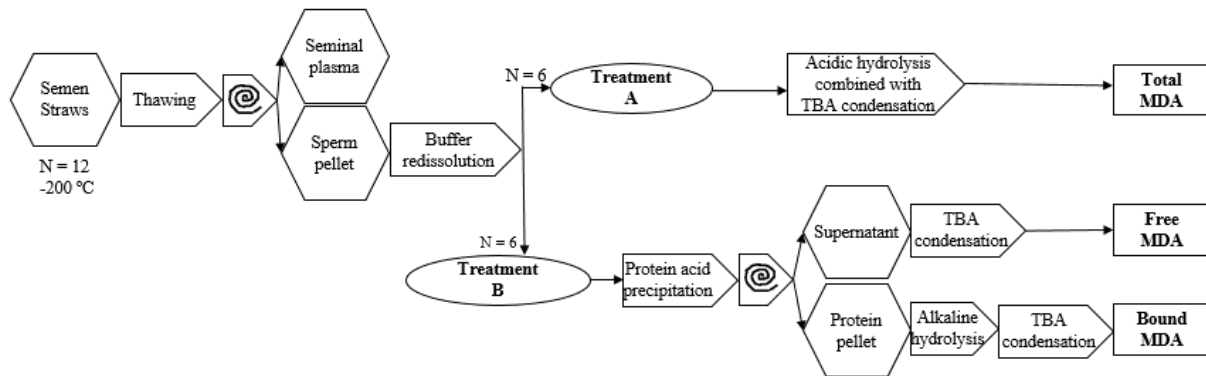 Semen
Straws
N = 12
-200 ºC
Thawing
Seminal
plasma
Sperm
pellet
Buffer
redissolution
N = 6
Treatment
A
Acidic hydrolysis
combined with
TBA condensation
Total
MDA
N = 6
Treatment
B
Protein acid
precipitation
Supernatant
TBA
condensation
Free
MDA
Protein
pellet
Alkaline
hydrolysis
TBA
condensation
Bound
MDA